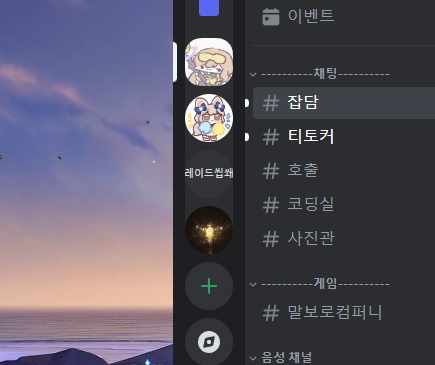 이벤트
----------채팅----------
# 잡담
# 티토커
레이드씹쐐
# 호출
# 코딩실
# 사진관
----------게임----------
# 말보로컴퍼니
음성 채널